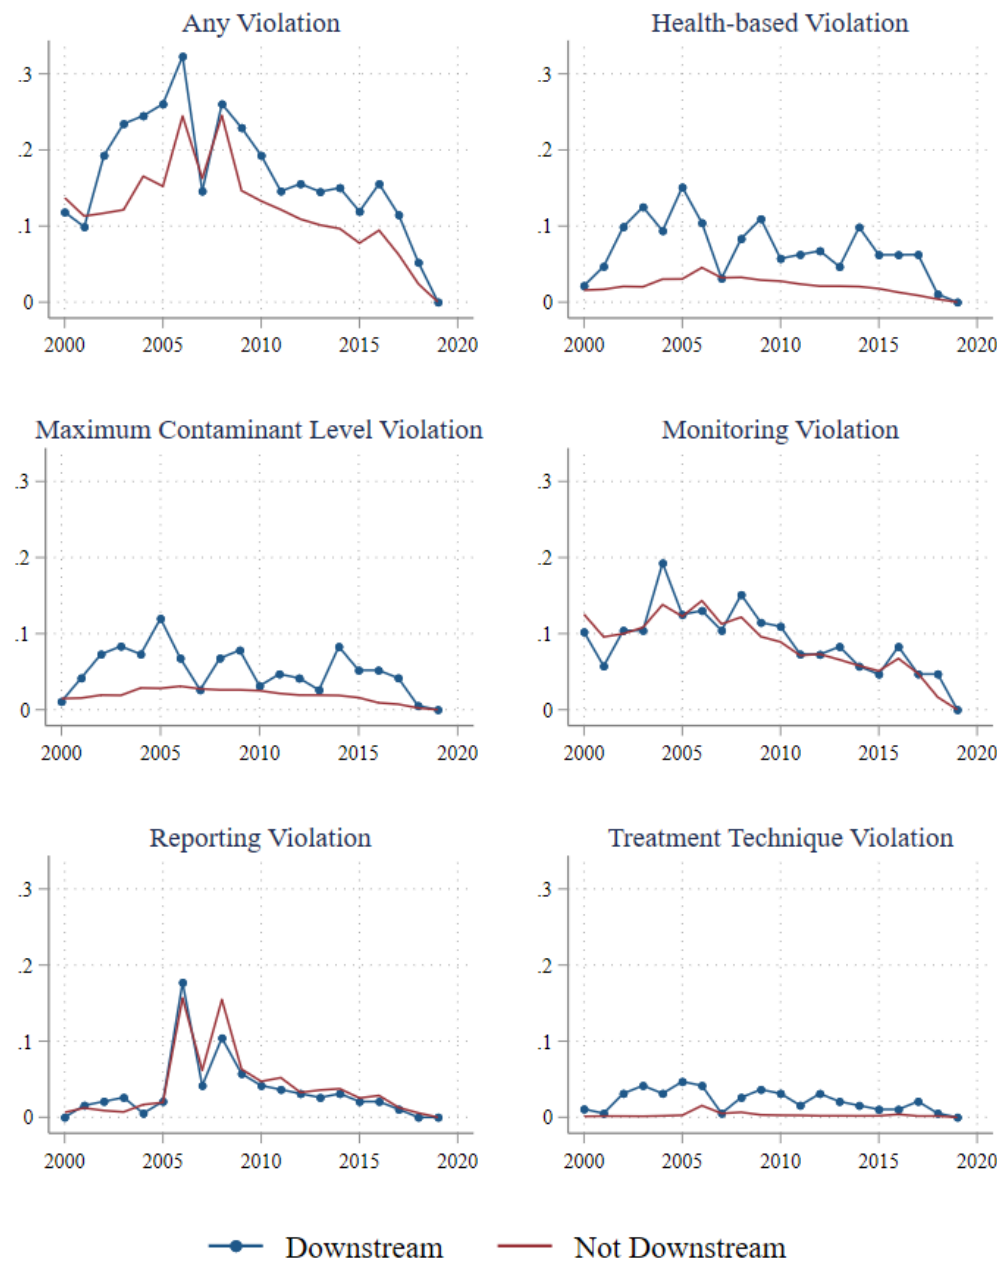 Any Violation
.3
.2
.1
0
2000 2005 2010 2015 2020
Health-based Violation
.3
.2
.1
0
2000 2005 2010 2015 2020
Maximum Contaminant Level Violation
.3
.2
.1
0
2000 2005 2010 2015 2020
Monitoring Violation
.3
.2
.1
0
2000 2005 2010 2015 2020
Reporting Violation
.3
.2
.1
0
2000 2005 2010 2015 2020
Treatment Technique Violation
.3
.2
.1
0
2000 2005 2010 2015 2020
Downstream Not Downstream